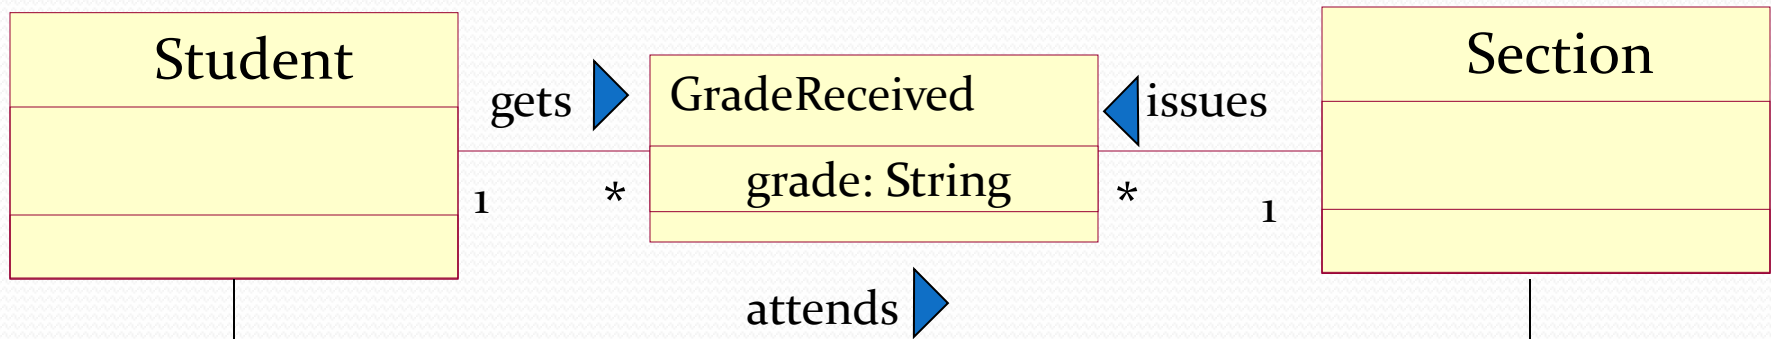 Student
gets
GradeReceived
issues
Section
grade: String
1
*
*
1
attends